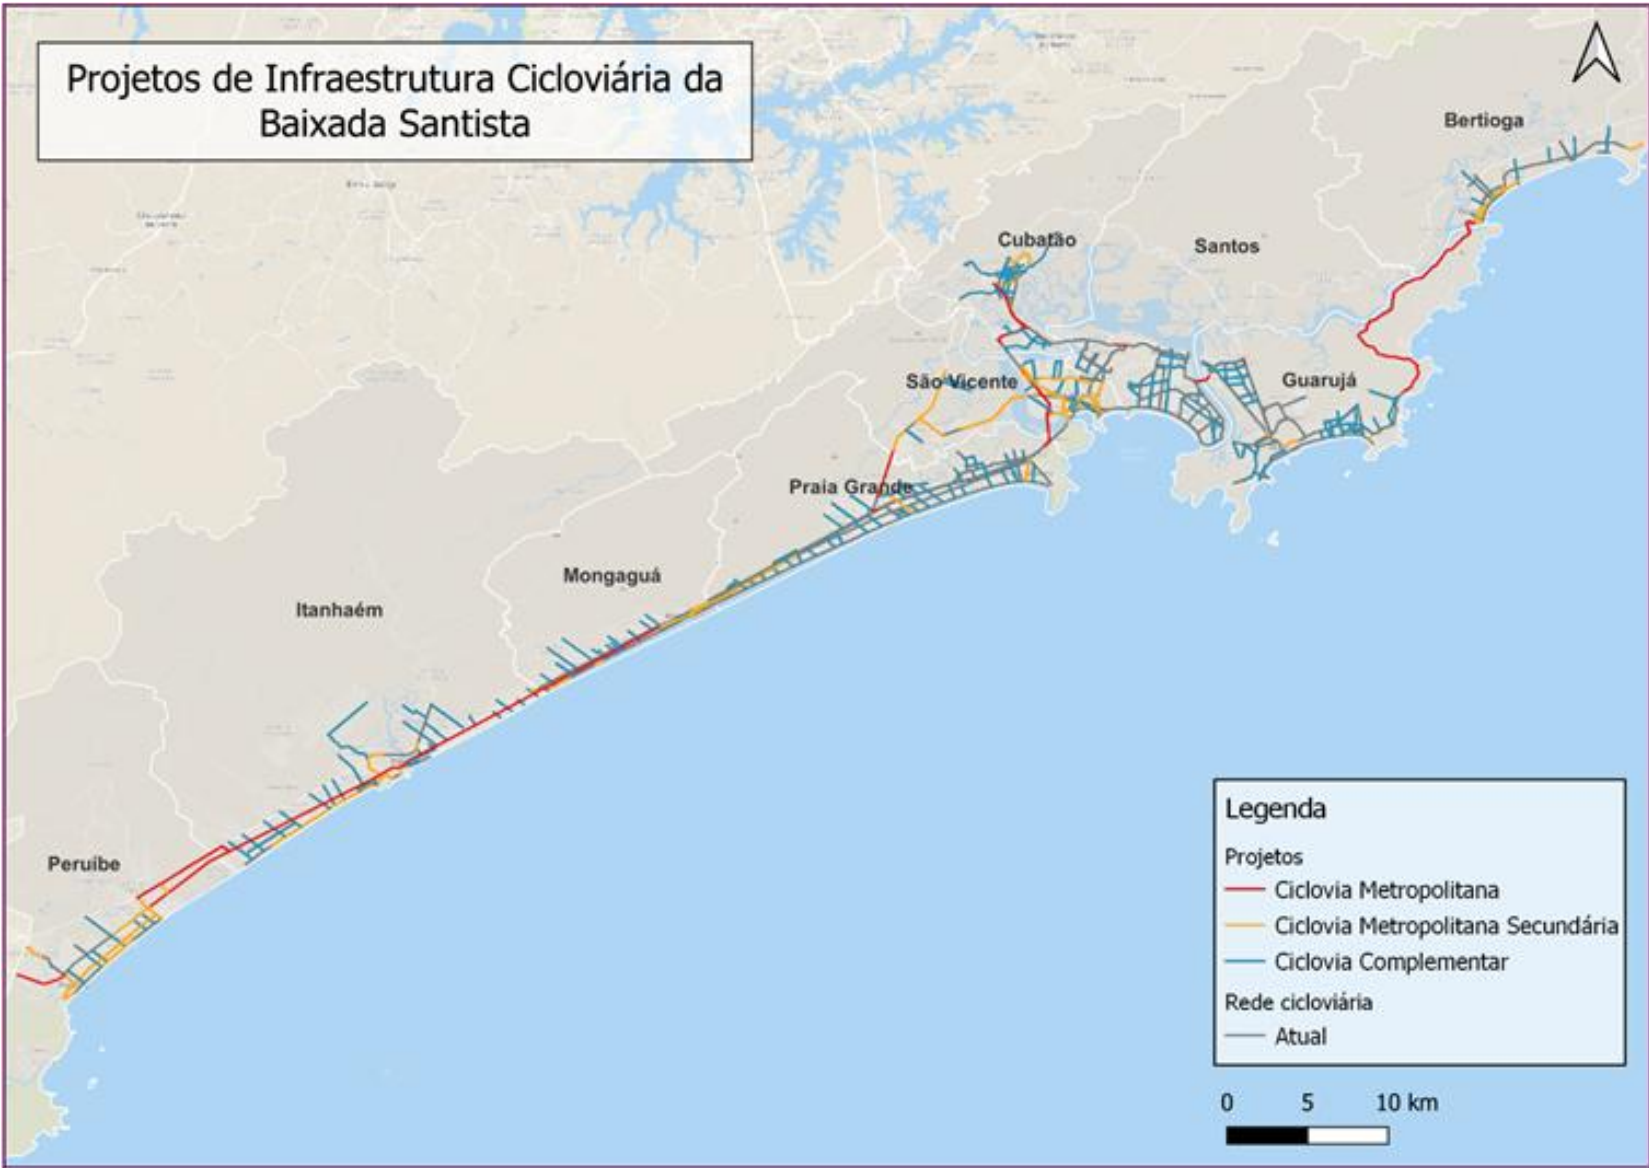 Projetos de Infraestrutura Cicloviária da
Baixada Santista
Bertioga
Cubatão
Santos
São Vicente
Guarujá
Praia Grande
Mongaguá
Itanhaém
Peruíbe
Legenda
Projetos
Ciclovia Metropolitana
Ciclovia Metropolitana Secundária
Ciclovia Complementar
Rede cicloviária
Atual
0 5 10 km